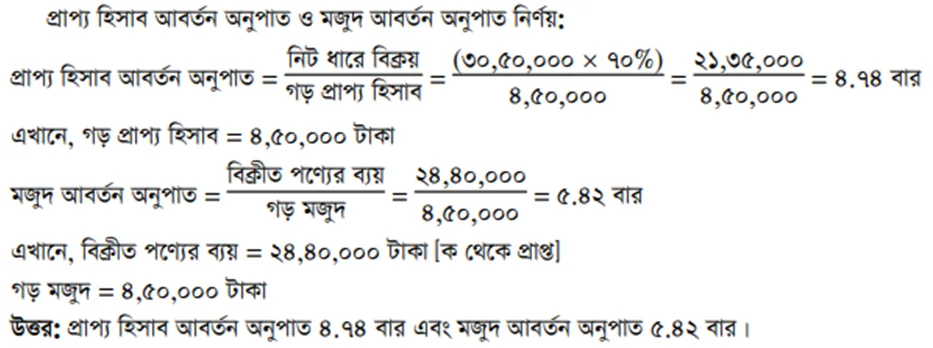 প্রাপ্য হিসাব আবর্তন অনুপাত ও মজুদ আবর্তন অনুপাত নির্ণয়:
প্রাপ্য হিসাব আবর্তন অনুপাত = নিট ধারে বিক্রয় / গড় প্রাপ্য হিসাব = (৩০,৫০,০০০ × ৭০%) / ৪,৫০,০০০ = ২১,৩৫,০০০ / ৪,৫০,০০০ = ৪.৭৪ বার
এখানে, গড় প্রাপ্য হিসাব = ৪,৫০,০০০ টাকা
মজুদ আবর্তন অনুপাত = বিক্রীত পণ্যের ব্যয় / গড় মজুদ = ২৪,৪০,০০০ / ৪,৫০,০০০ = ৫.৪২ বার
এখানে, বিক্রীত পণ্যের ব্যয় = ২৪,৪০,০০০ টাকা [ক থেকে প্রাপ্ত]
গড় মজুদ = ৪,৫০,০০০ টাকা
উত্তর: প্রাপ্য হিসাব আবর্তন অনুপাত ৪.৭৪ বার এবং মজুদ আবর্তন অনুপাত ৫.৪২ বার।